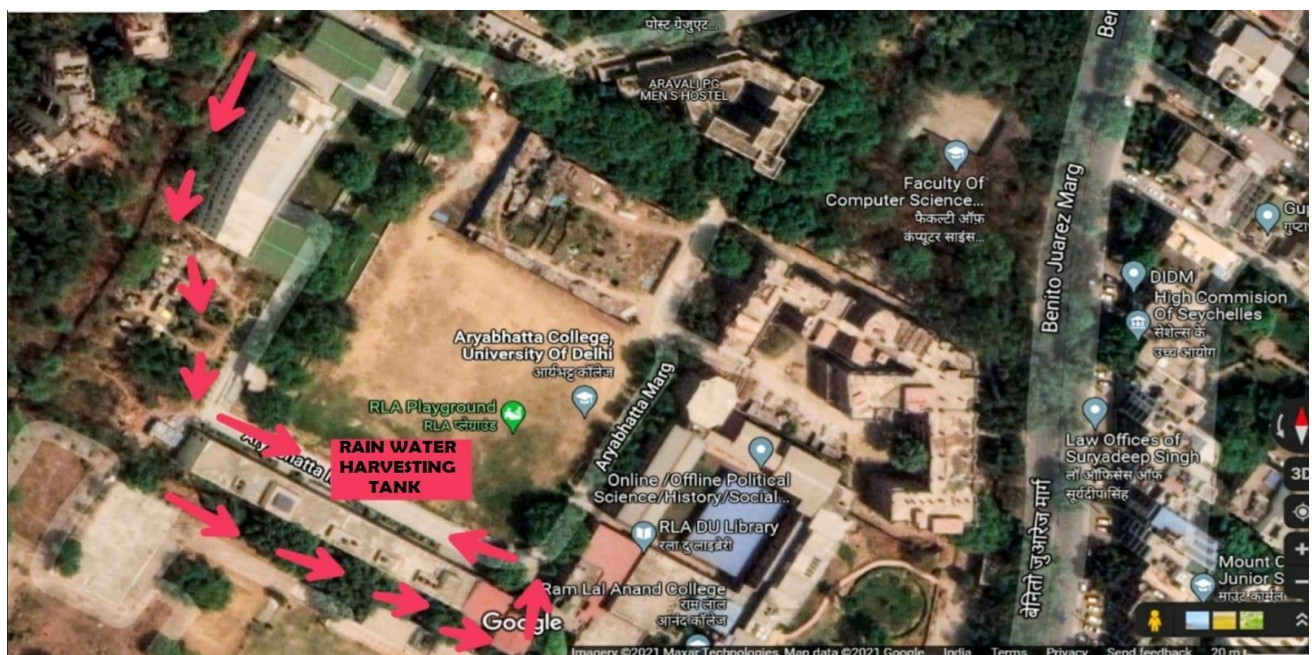 पोस्ट ग्रेजुएट...
ARAVALI PG
MEN'S HOSTEL
Faculty Of
Computer Science...
फैकल्टी ऑफ़
कंप्यूटर साइंस...
Benito Juarez Marg
DIDM
High Commision
Of Seychelles
सेशेल्स के
उच्च आयोग
Aryabhatta College,
University Of Delhi
आर्यभट्ट कॉलेज
RLA Playground
RLA प्लेग्राउंड
Aryabhatta Marg
RAIN WATER
HARVESTING
TANK
Law Offices of
Suryadeep Singh
लॉ ऑफिसेस ऑफ़
सूर्यदीप सिंह
3D
Online /Offline Political
Science/History/Social...
RLA DU Library
रला दू लाइब्रेरी
बेनितो जुआरेज मार्ग
Ram Lal Anand College
राम लाल
आनंद कॉलेज
Google
Mount C
Junior S
माउंट कार्मल
Imagery ©2021 Maxar Technologies, Map data ©2021 Google India Terms Privacy Send feedback 20 m